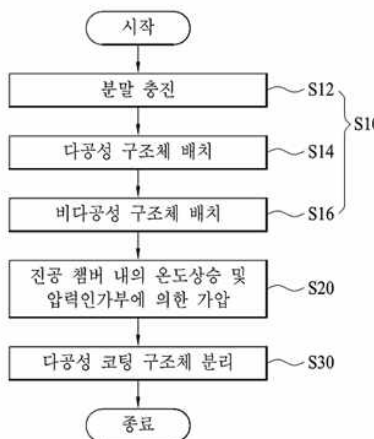 시작
분말 충진
S12
다공성 구조체 배치
S14
비다공성 구조체 배치
S16
S10
진공 챔버 내의 온도상승 및
압력인가부에 의한 가압
S20
다공성 코팅 구조체 분리
S30
종료